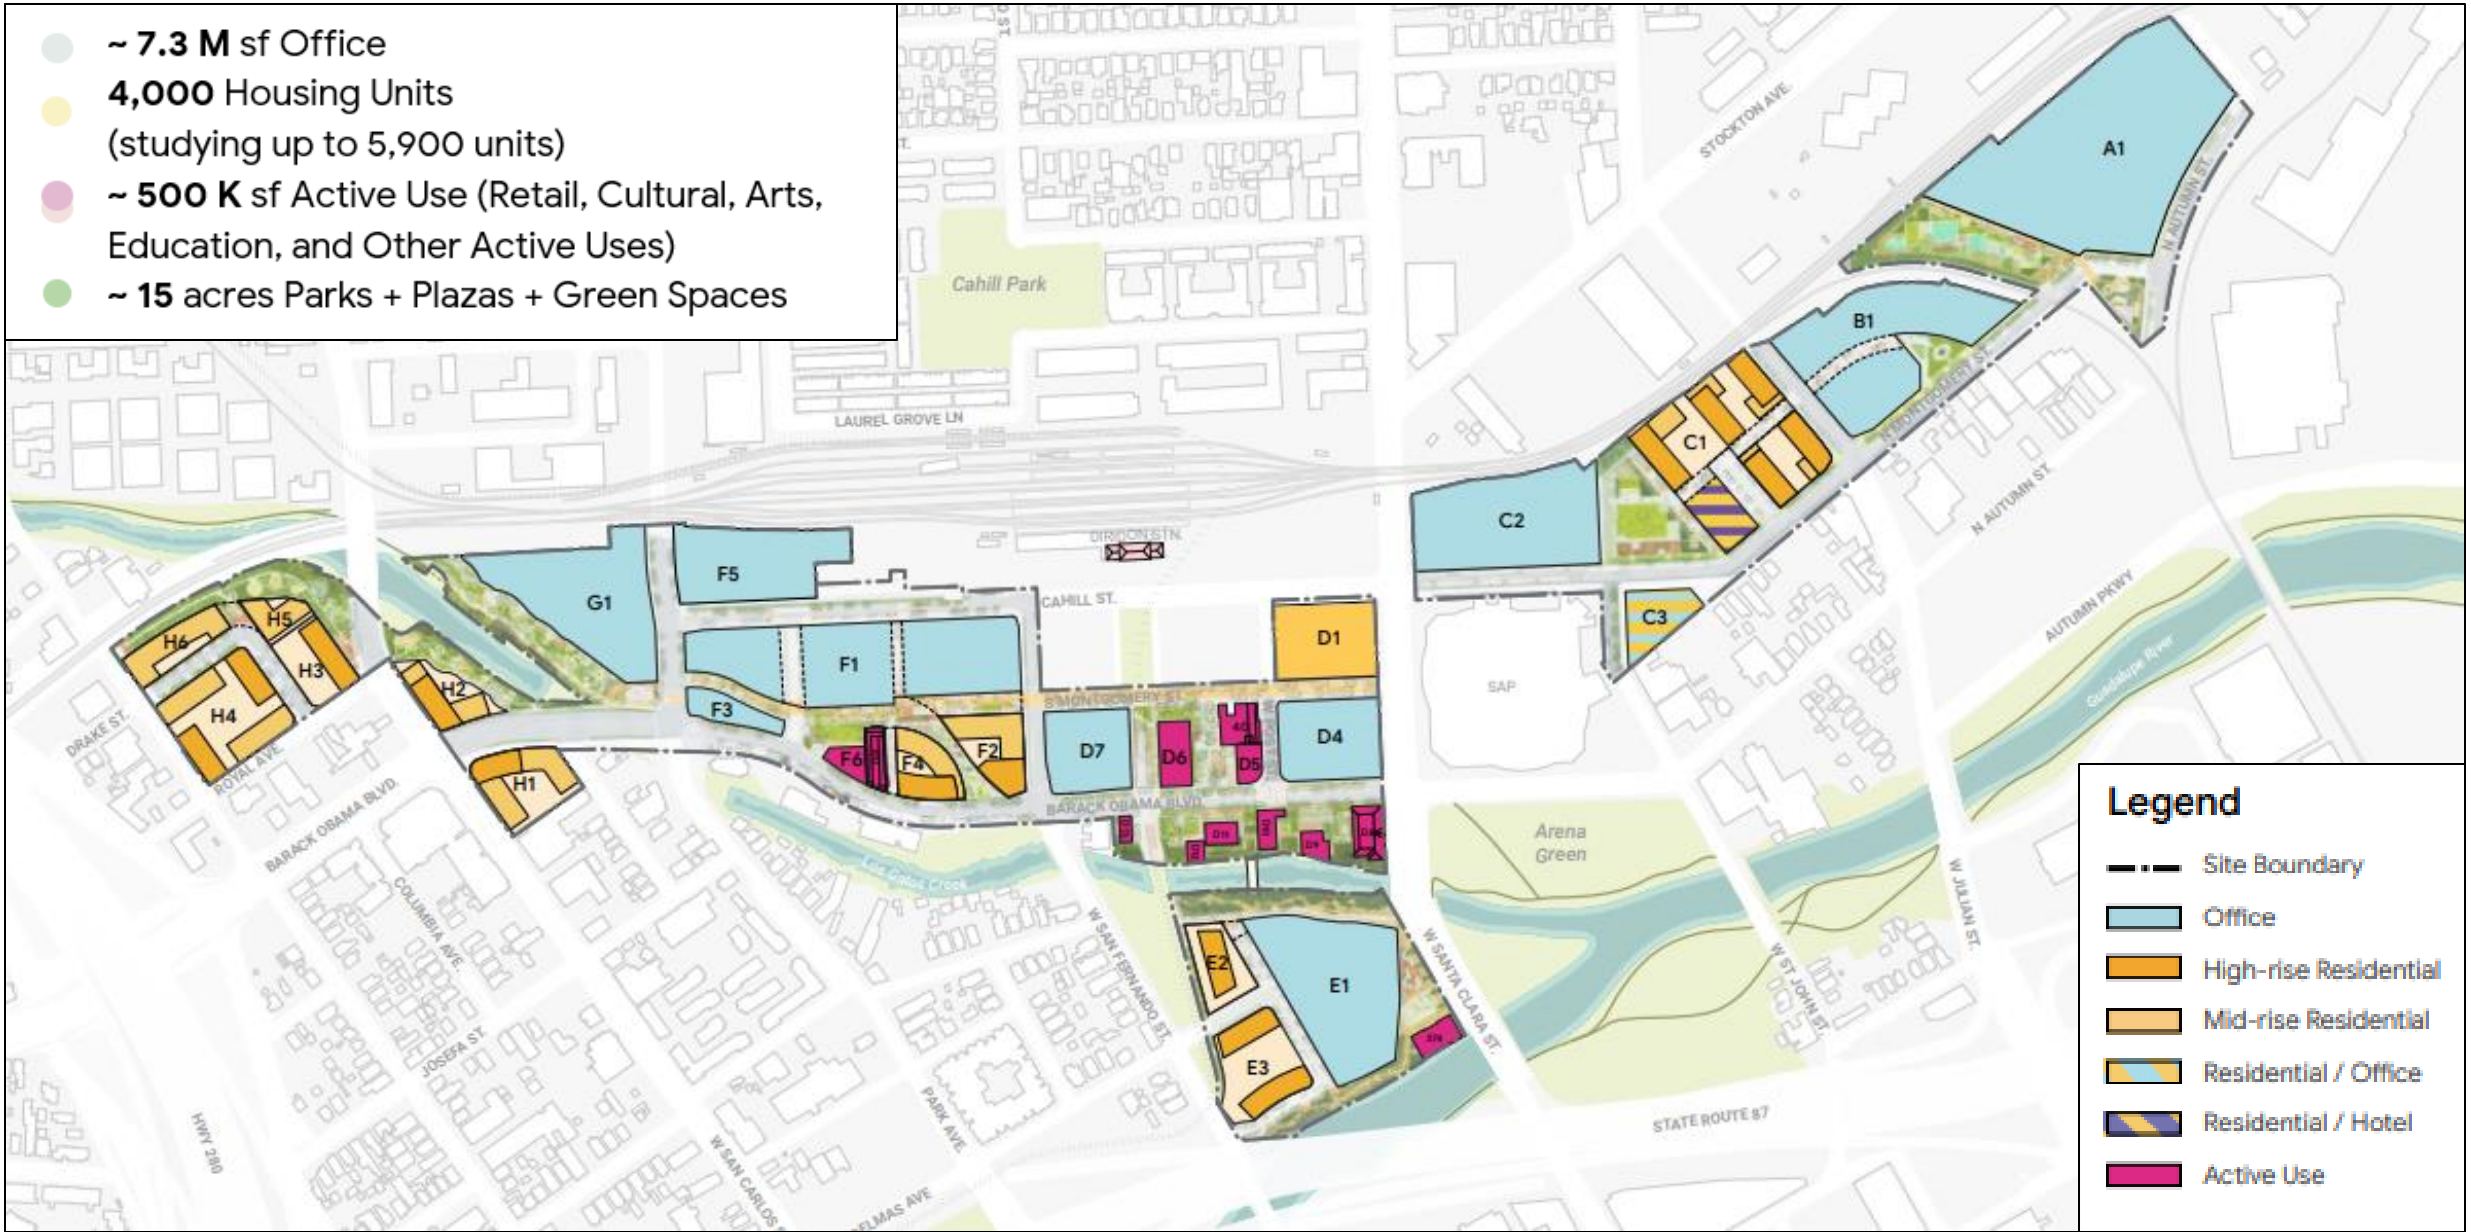 ~ 7.3 M sf Office
4,000 Housing Units
(studying up to 5,900 units)
~ 500 K sf Active Use (Retail, Cultural, Arts,
Education, and Other Active Uses)
~ 15 acres Parks + Plazas + Green Spaces
STOCKTON AVE.
A1
N AUTUMN ST.
Cahill Park
B1
N MONTGOMERY ST.
LAUREL GROVE LN
C1
C2
N AUTUMN ST.
DIRIDON STN.
F5
G1
CAHILL ST.
C3
AUTUMN PKWY
H5
H6
H3
D1
F1
SAP
Guadalupe River
H2
S MONTGOMERY ST.
F3
H4
DRAKE ST.
D4
D7
D6
D5
F6
F4
F2
ROYAL AVE.
H1
BARACK OBAMA BLVD.
BARACK OBAMA BLVD.
Arena
Green
Los Gatos Creek
COLUMBIA AVE.
W JULIAN ST.
W SAN FERNANDO ST.
W SANTA CLARA ST.
W ST JOHN ST.
E2
E1
E3
JOSEFA ST.
PARK AVE.
HWY 280
W SAN CARLOS
STATE ROUTE 87
ELMAS AVE
Legend
Site Boundary
Office
High-rise Residential
Mid-rise Residential
Residential / Office
Residential / Hotel
Active Use